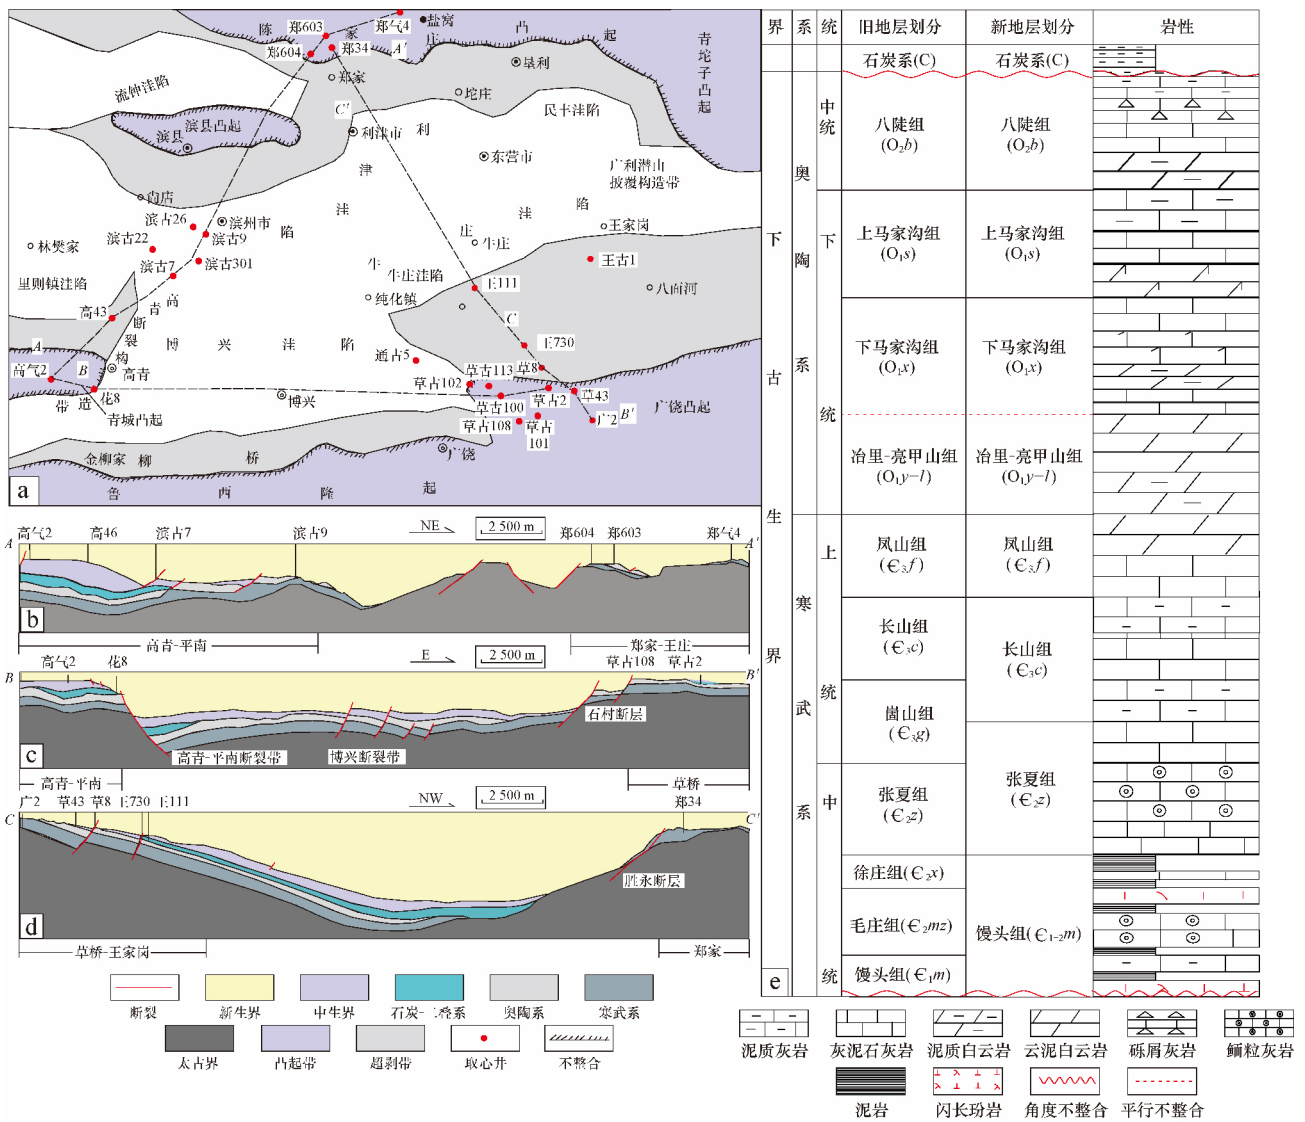 陈
家
庄
凸
起
郑603
郑604
郑34
郑气4
盐窝
A'
青坨子凸起
郑家
垦利
坨庄
流钟洼陷
滨县凸起
滨县
C'
利津市
利
津
洼
陷
民丰洼陷
东营市
广利潜山
披覆构造带
尚店
滨古26
滨州市
滨古22
滨古9
滨古7
滨古301
林樊家
里则镇洼陷
高43
青
高
断
裂
构
造
带
王家岗
牛庄
牛
庄
洼
陷
牛庄洼陷
纯化镇
王古1
王111
八面河
C
王730
草8
博
兴
洼
陷
通古5
草古102
草古113
草古100
草古2
草43
草古108
草古
101
广2
B'
广饶凸起
A
高气2
B
高青
花8
青城凸起
博兴
金柳家
柳
桥
广饶
鲁
西
隆
起
a
A
高气2
高46
滨古7
滨古9
NE
2 500 m
郑604
郑603
郑气4
A'
b
高青-平南
郑家-王庄
B
高气2
花8
E
2 500 m
草古108
草古2
B'
石村断层
高青-平南断裂带
博兴断裂带
c
高青-平南
草桥
C
广2
草43
草8
王730
王111
NW
2 500 m
郑34
C'
胜永断层
d
草桥-王家岗
郑家
断裂
新生界
中生界
石炭-二叠系
奥陶系
寒武系
太古界
凸起带
超剥带
取心井
不整合
界
系
统
旧地层划分
新地层划分
岩性
石炭系(C)
石炭系(C)
下
古
生
界
奥
陶
系
寒
武
系
中
统
下
统
上
统
中
统
八陡组
(O₂b)
八陡组
(O₂b)
上马家沟组
(O₁s)
上马家沟组
(O₁s)
下马家沟组
(O₁x)
下马家沟组
(O₁x)
冶里-亮甲山组
(O₁y-l)
冶里-亮甲山组
(O₁y-l)
凤山组
(Є₃f)
凤山组
(Є₃f)
长山组
(Є₃c)
长山组
(Є₃c)
崮山组
(Є₃g)
张夏组
(Є₂z)
张夏组
(Є₂z)
徐庄组(Є₂x)
毛庄组(Є₂mz)
馒头组(Є₁m)
馒头组(Є₁₋₂m)
e
泥质灰岩
灰泥石灰岩
泥质白云岩
云泥白云岩
砾屑灰岩
鲕粒灰岩
泥岩
闪长玢岩
角度不整合
平行不整合